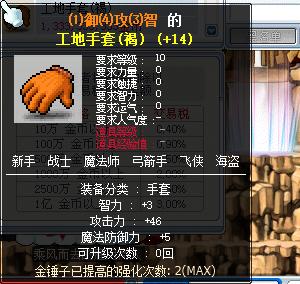 工地手套(褐)
(1)御(4)攻(3)智 的
工地手套(褐) (+14)
要求等级: 10
要求力量: 0
要求敏捷: 0
要求智力: 0
要求运气: 0
要求人气度: -
道具等级: -
道具经验值: -
新手 战士 魔法师 弓箭手 飞侠 海盗
装备分类 : 手套
智力 : +3
攻击力 : +46
魔法防御力 : +5
可升级次数 : 0回
金锤子已提高的强化次数: 2(MAX)